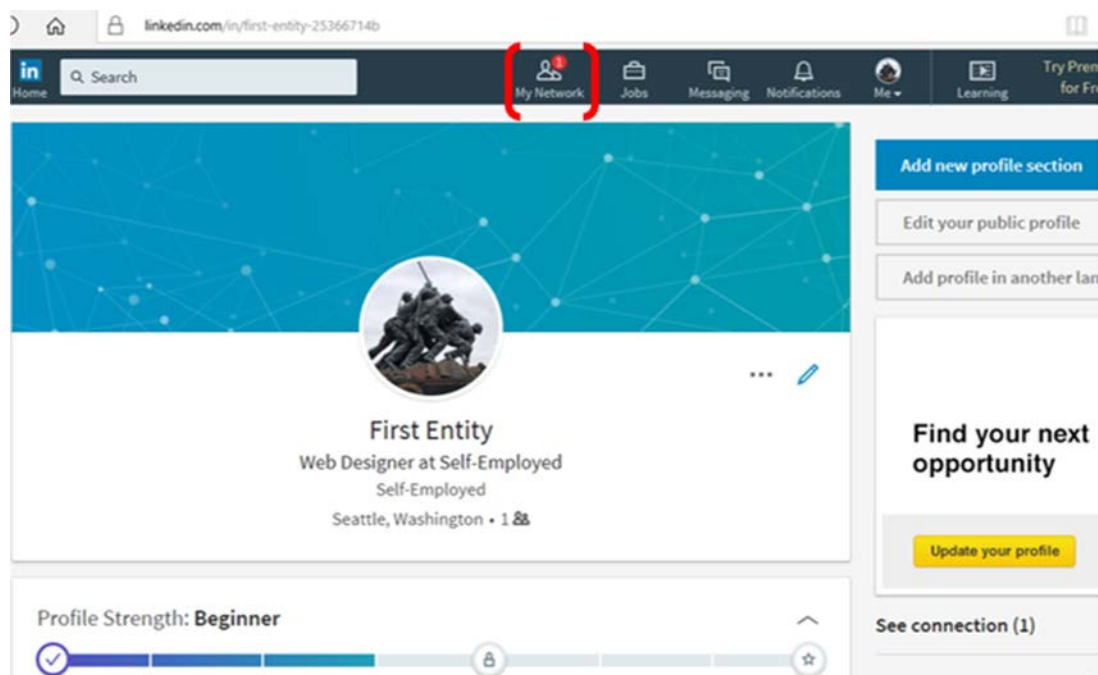 linkedin.com/in/first-entity-25366714b
in
Home
Search
1
My Network
Jobs
Messaging
Notifications
Me
Learning
Try Prem
for Fre
Add new profile section
Edit your public profile
Add profile in another lan
First Entity
Web Designer at Self-Employed
Self-Employed
Seattle, Washington • 1
Find your next
opportunity
Update your profile
Profile Strength: Beginner
See connection (1)